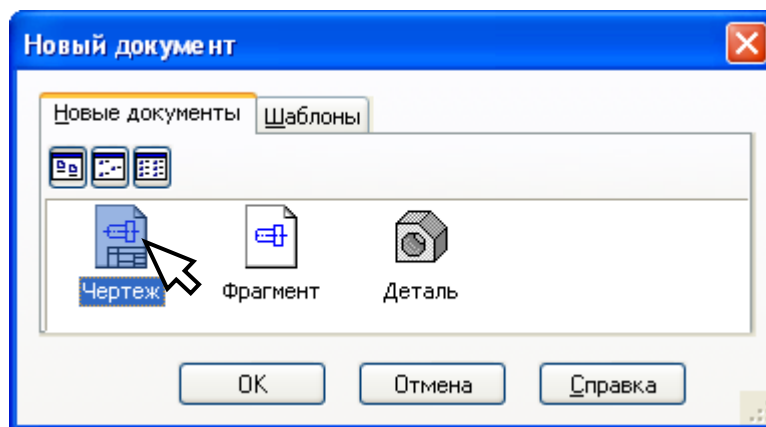 Новый документ
Новые документы Шаблоны
Чертеж Фрагмент Деталь
OK Отмена Справка